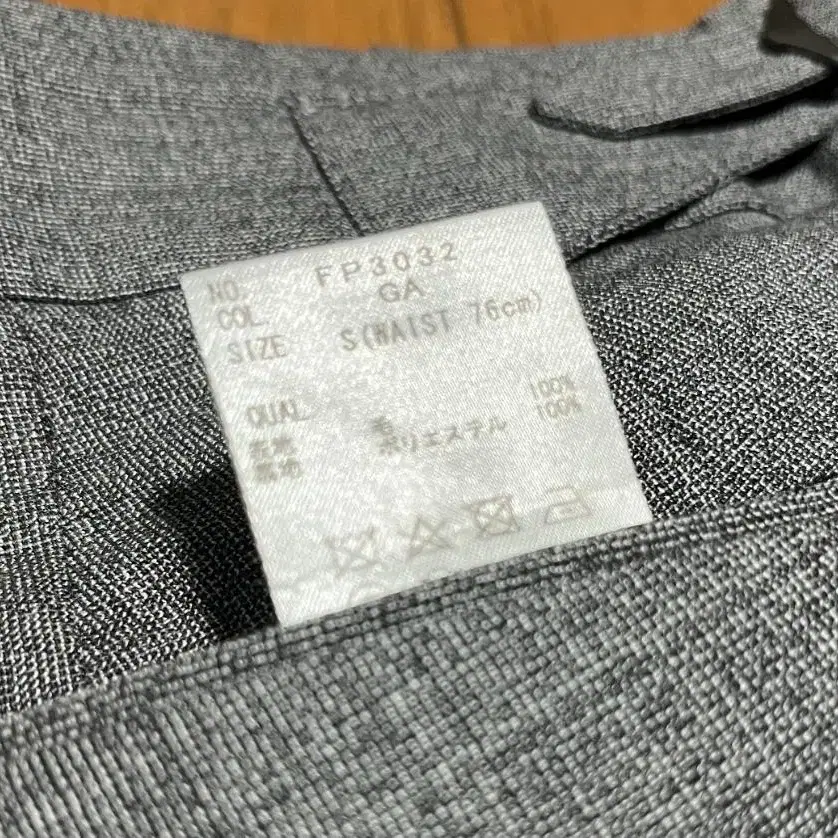 NO. FP3032
COL GA
SIZE S(WAIST 76cm)
QUAL
表地 毛 100%
裏地 ポリエステル 100%